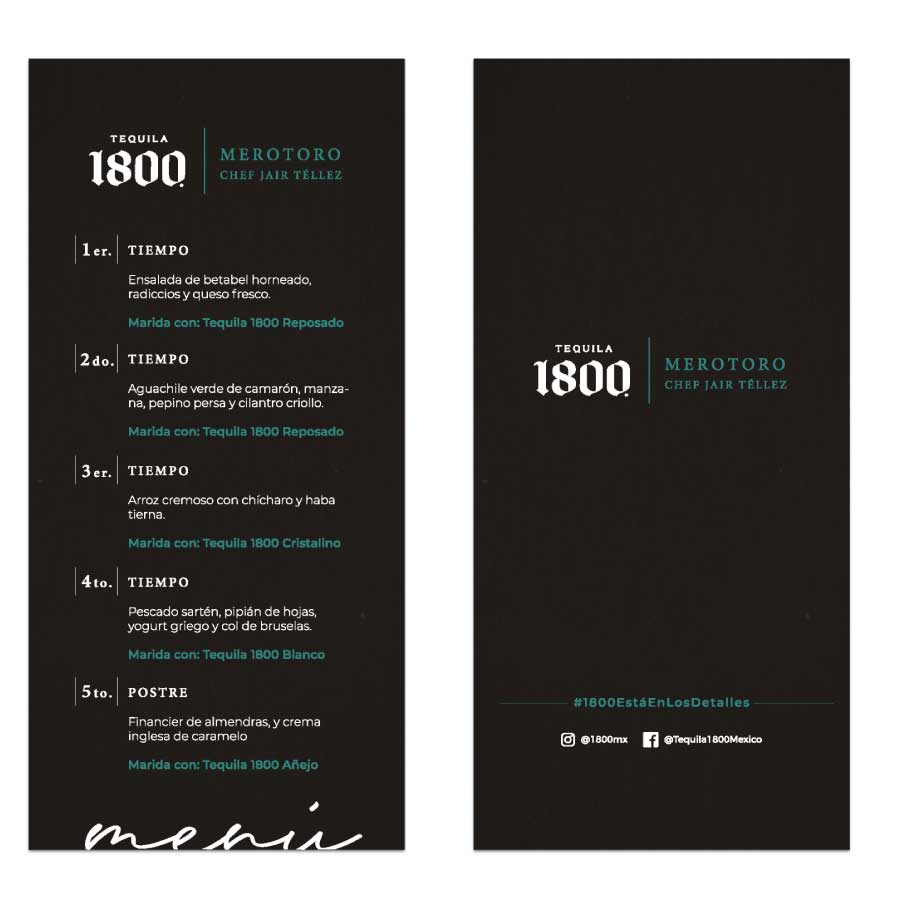 TEQUILA
1800
MEROTORO
CHEF JAIR TÉLLEZ
1er. TIEMPO
Ensalada de betabel horneado,
radiccios y queso fresco.
Marida con: Tequila 1800 Reposado
2do. TIEMPO
Aguachile verde de camarón, manza-
na, pepino persa y cilantro criollo.
Marida con: Tequila 1800 Reposado
3er. TIEMPO
Arroz cremoso con chícharo y haba
tierna.
Marida con: Tequila 1800 Cristalino
4to. TIEMPO
Pescado sartén, pipián de hojas,
yogurt griego y col de bruselas.
Marida con: Tequila 1800 Blanco
5to. POSTRE
Financier de almendras, y crema
inglesa de caramelo
Marida con: Tequila 1800 Añejo
menú
TEQUILA
1800
MEROTORO
CHEF JAIR TÉLLEZ
#1800EstáEnLosDetalles
@1800mx @Tequila1800Mexico